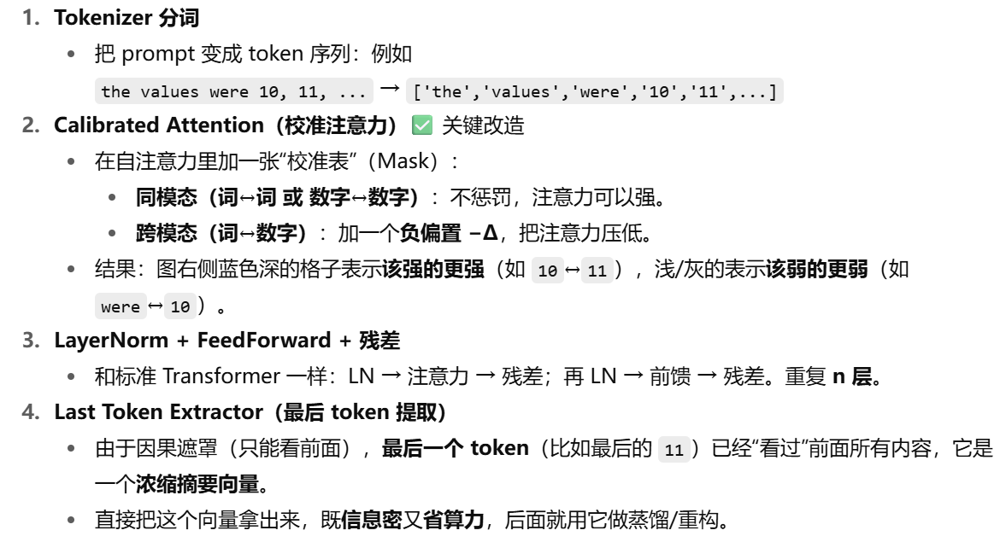 1. Tokenizer 分词
• 把 prompt 变成 token 序列：例如
the values were 10, 11, ... → ['the','values','were','10','11',...]
2. Calibrated Attention（校准注意力）✅ 关键改造
• 在自注意力里加一张“校准表”（Mask）：
• 同模态（词↔词 或 数字↔数字）：不惩罚，注意力可以强。
• 跨模态（词↔数字）：加一个负偏置 −Δ，把注意力压低。
• 结果：图右侧蓝色深的格子表示该强的更强（如 10 ↔ 11），浅/灰的表示该弱的更弱（如
were ↔ 10）。
3. LayerNorm + FeedForward + 残差
• 和标准 Transformer 一样：LN → 注意力 → 残差；再 LN → 前馈 → 残差。重复 n 层。
4. Last Token Extractor（最后 token 提取）
• 由于因果遮罩（只能看前面），最后一个 token（比如最后的 11）已经“看过”前面所有内容，它是
一个浓缩摘要向量。
• 直接把这个向量拿出来，既信息密又省算力，后面就用它做蒸馏/重构。